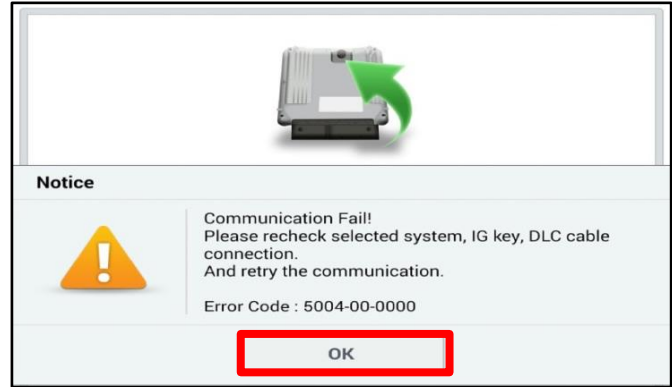 Notice
Communication Fail!
Please recheck selected system, IG key, DLC cable
connection.
And retry the communication.
Error Code : 5004-00-0000
OK